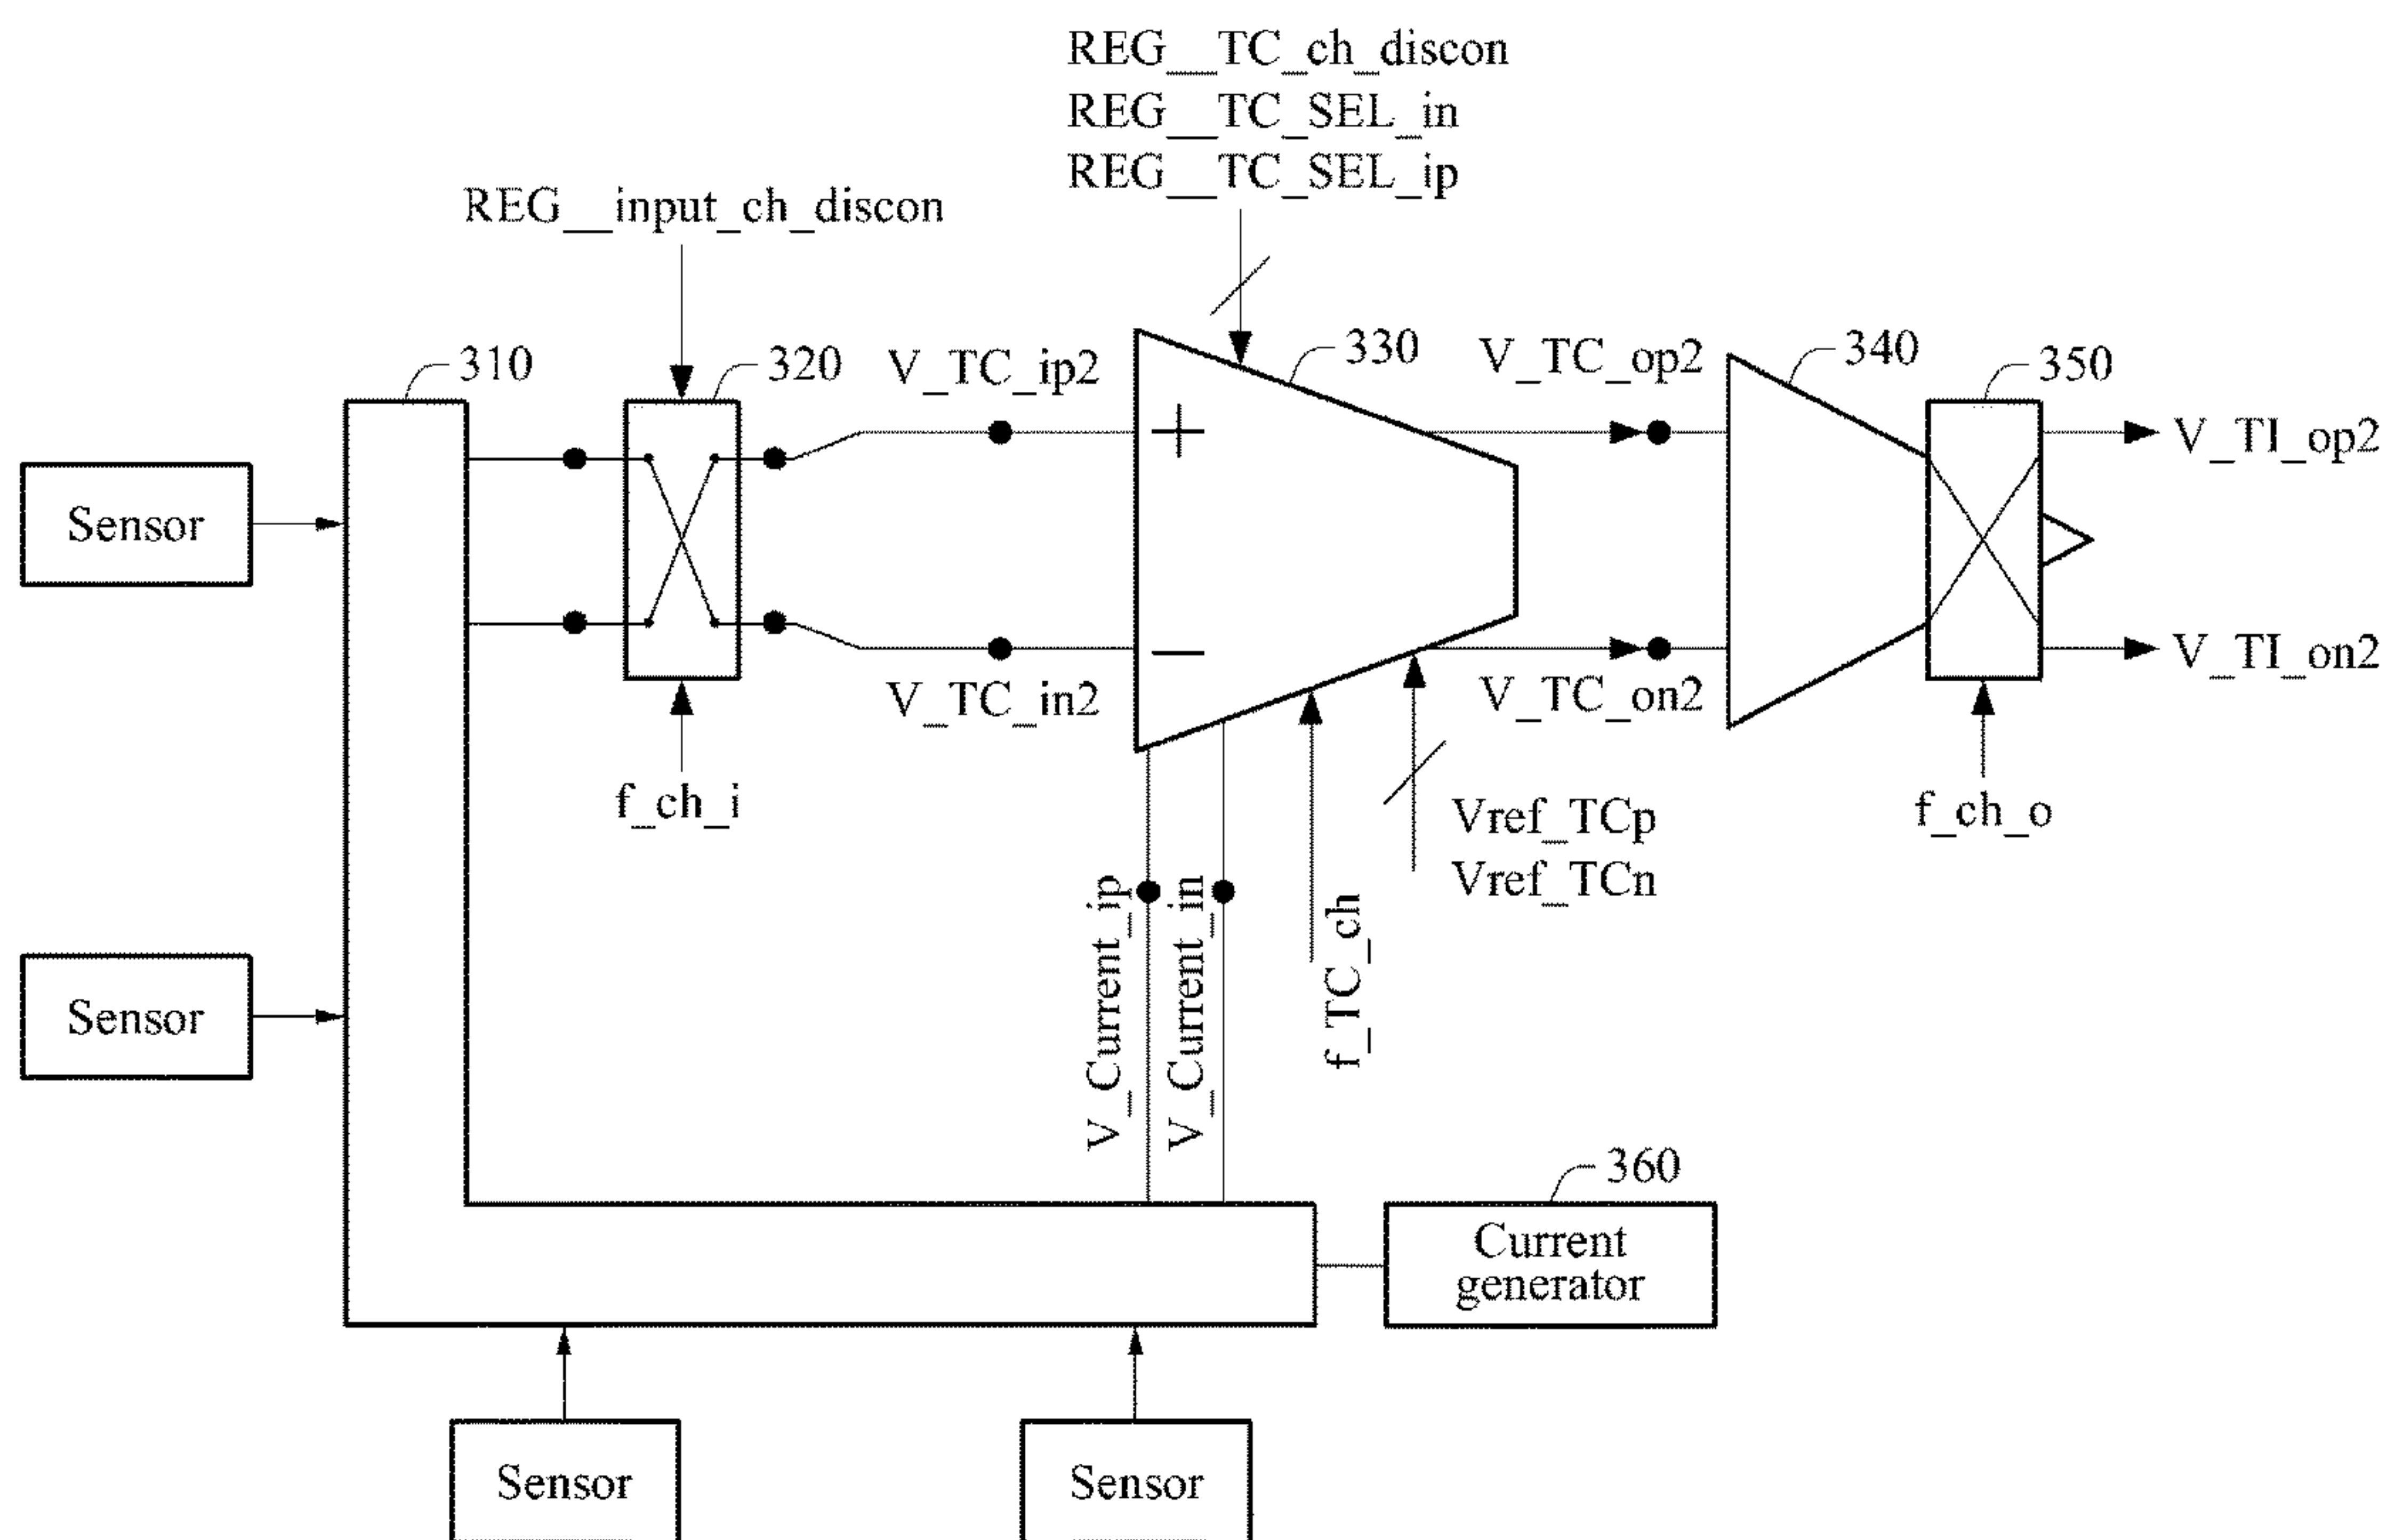 REG__TC_ch_discon
REG__TC_SEL_in
REG__TC_SEL_ip
REG__input_ch_discon
310
320
V_TC_ip2
330
V_TC_op2
340
350
V_TI_op2
Sensor
+
−
V_TI_on2
V_TC_in2
V_TC_on2
f_ch_i
Vref_TCp
Vref_TCn
f_ch_o
V_Current_ip
V_Current_in
f_TC_ch
Sensor
360
Current
generator
Sensor
Sensor